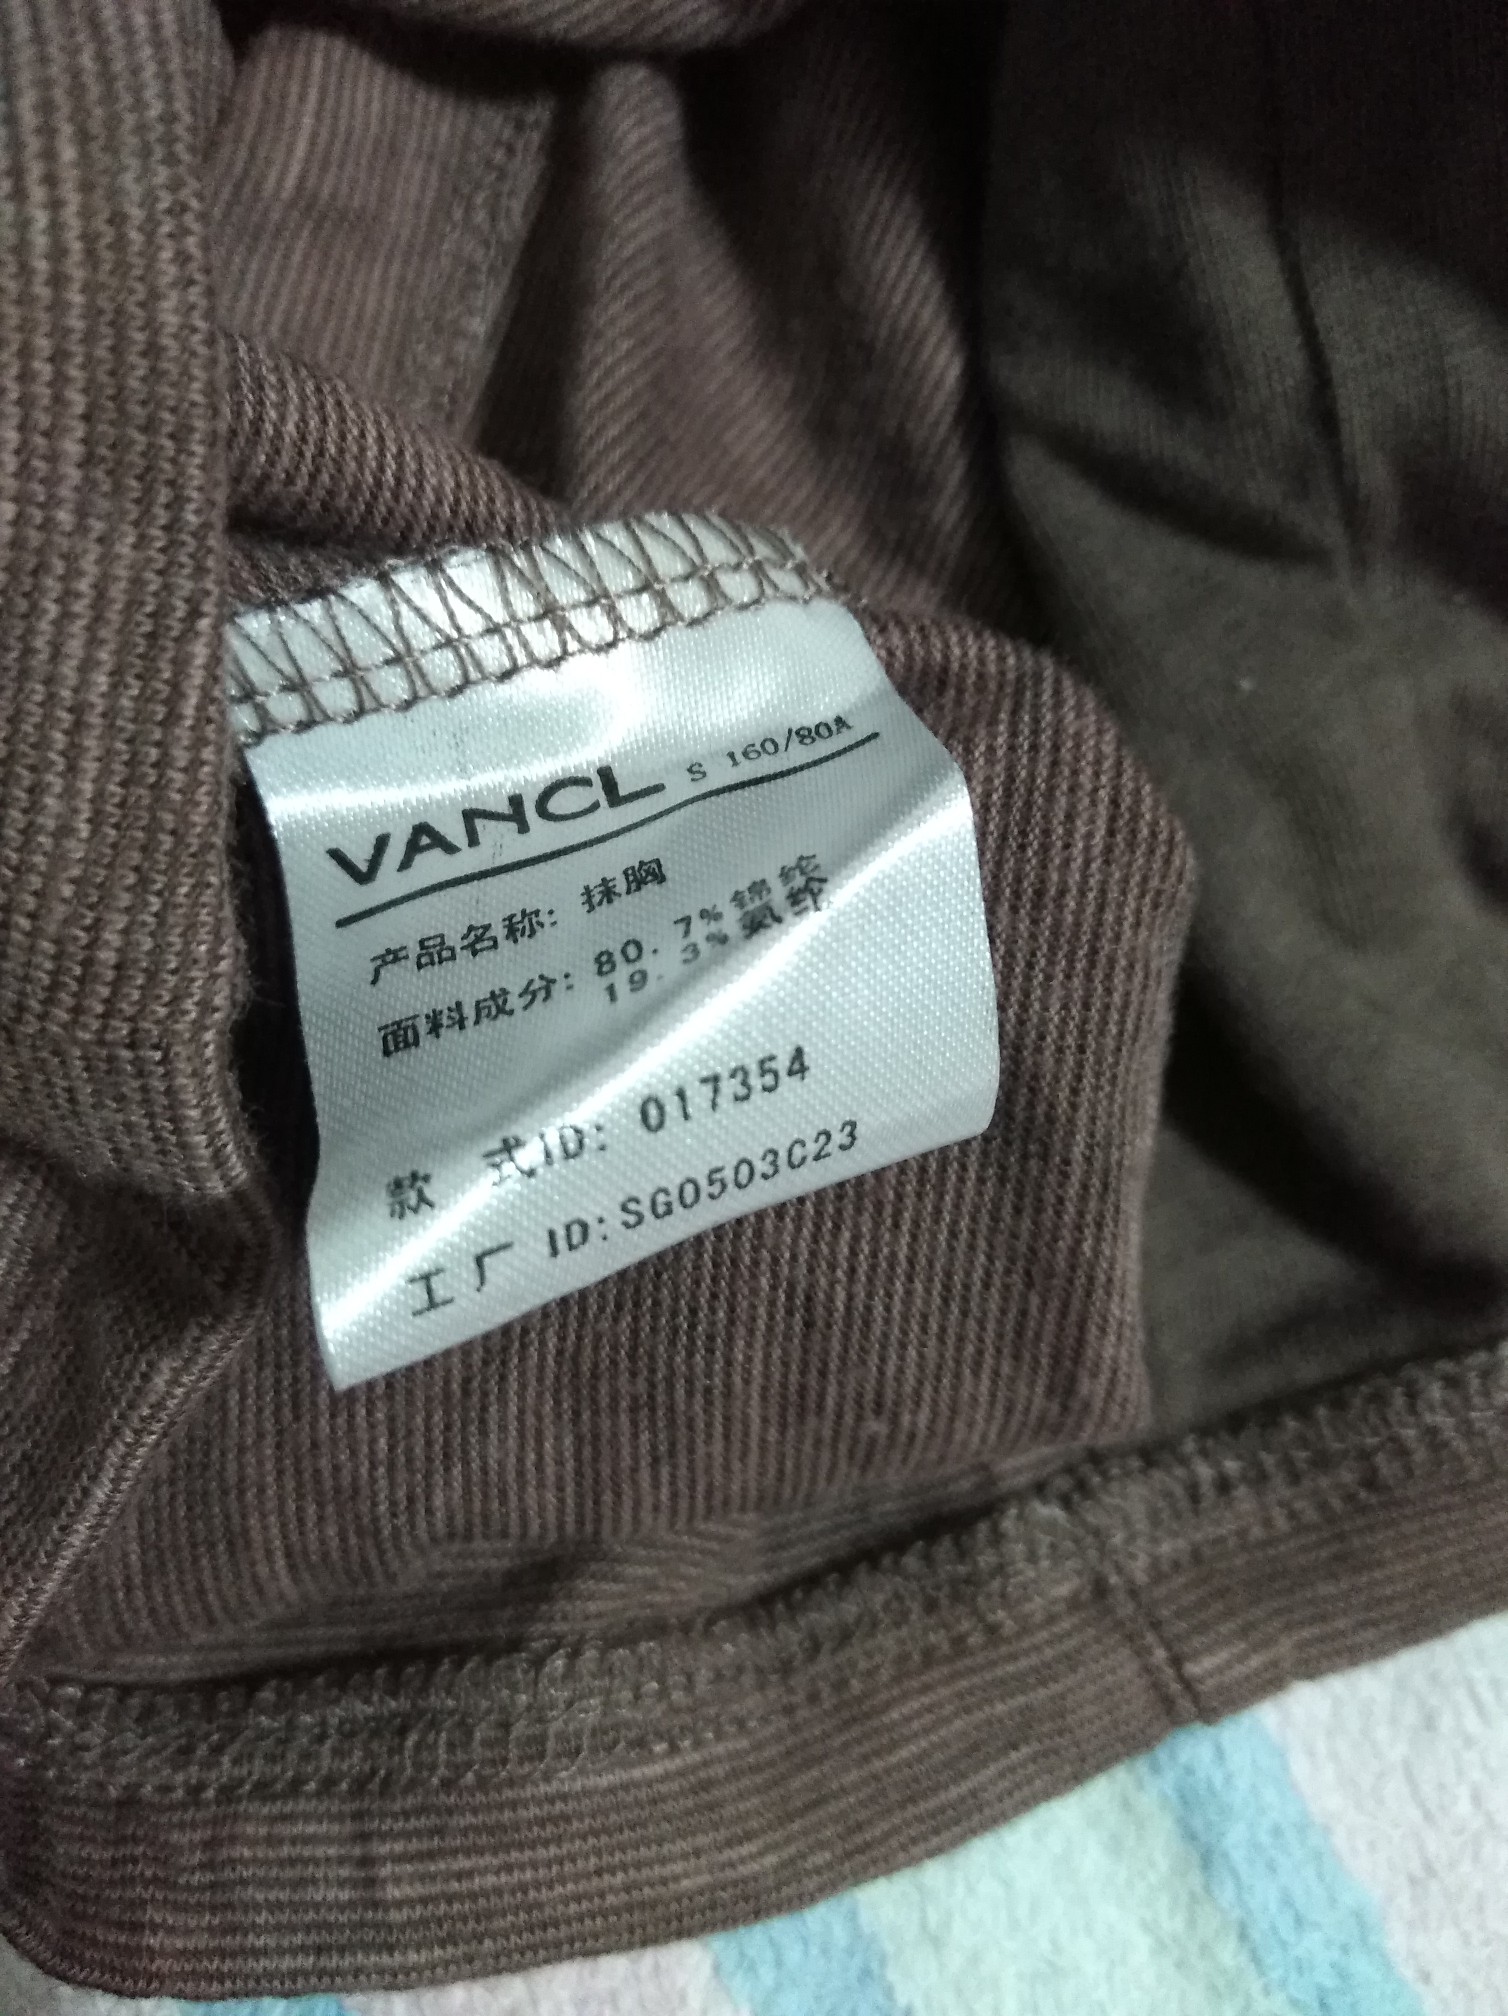 VANCL S 160/80A
产品名称: 抹胸
面料成分: 80.7%锦纶
19.3%氨纶
款 式ID: 017354
工厂 ID:SG0503C23